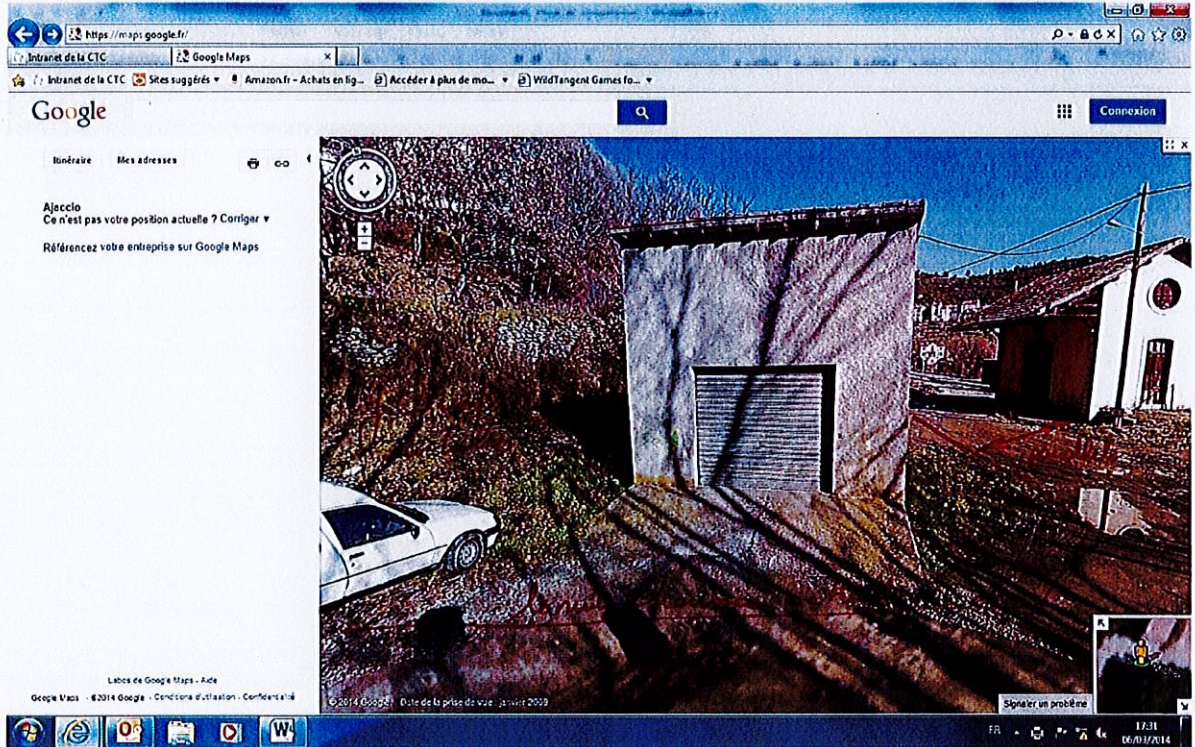 https://maps.google.fr/
Intranet de la CTC
Google Maps
Intranet de la CTC
Sites suggérés
Amazon.fr - Achats en lig...
Accéder à plus de mo...
WildTangent Games fo...
Google
Connexion
Itinéraire
Mes adresses
Ajaccio
Ce n'est pas votre position actuelle ? Corriger
Référencez votre entreprise sur Google Maps
Labos de Google Maps - Aide
Google Maps - ©2014 Google - Conditions d'utilisation - Confidentialité
© 2014 Google - Date de la prise de vue : janvier 2009
Signaler un problème
FR
17:31
06/03/2014